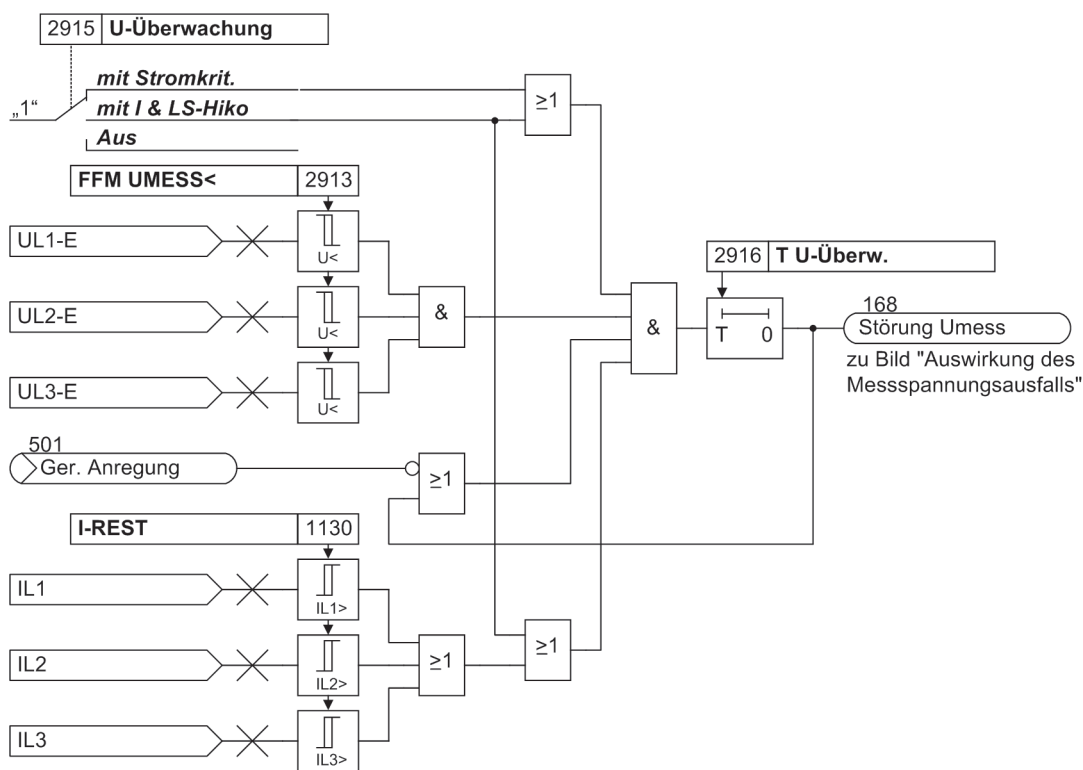 2915 U-Überwachung
mit Stromkrit.
„1“
mit I & LS-Hiko
Aus
≥1
FFM UMESS< 2913
UL1-E
U<
UL2-E
U<
UL3-E
U<
&
&
2916 T U-Überw.
T 0
168
Störung Umess
zu Bild "Auswirkung des
Messspannungsausfalls"
501
Ger. Anregung
≥1
I-REST 1130
IL1
IL1>
IL2
IL2>
IL3
IL3>
≥1
≥1